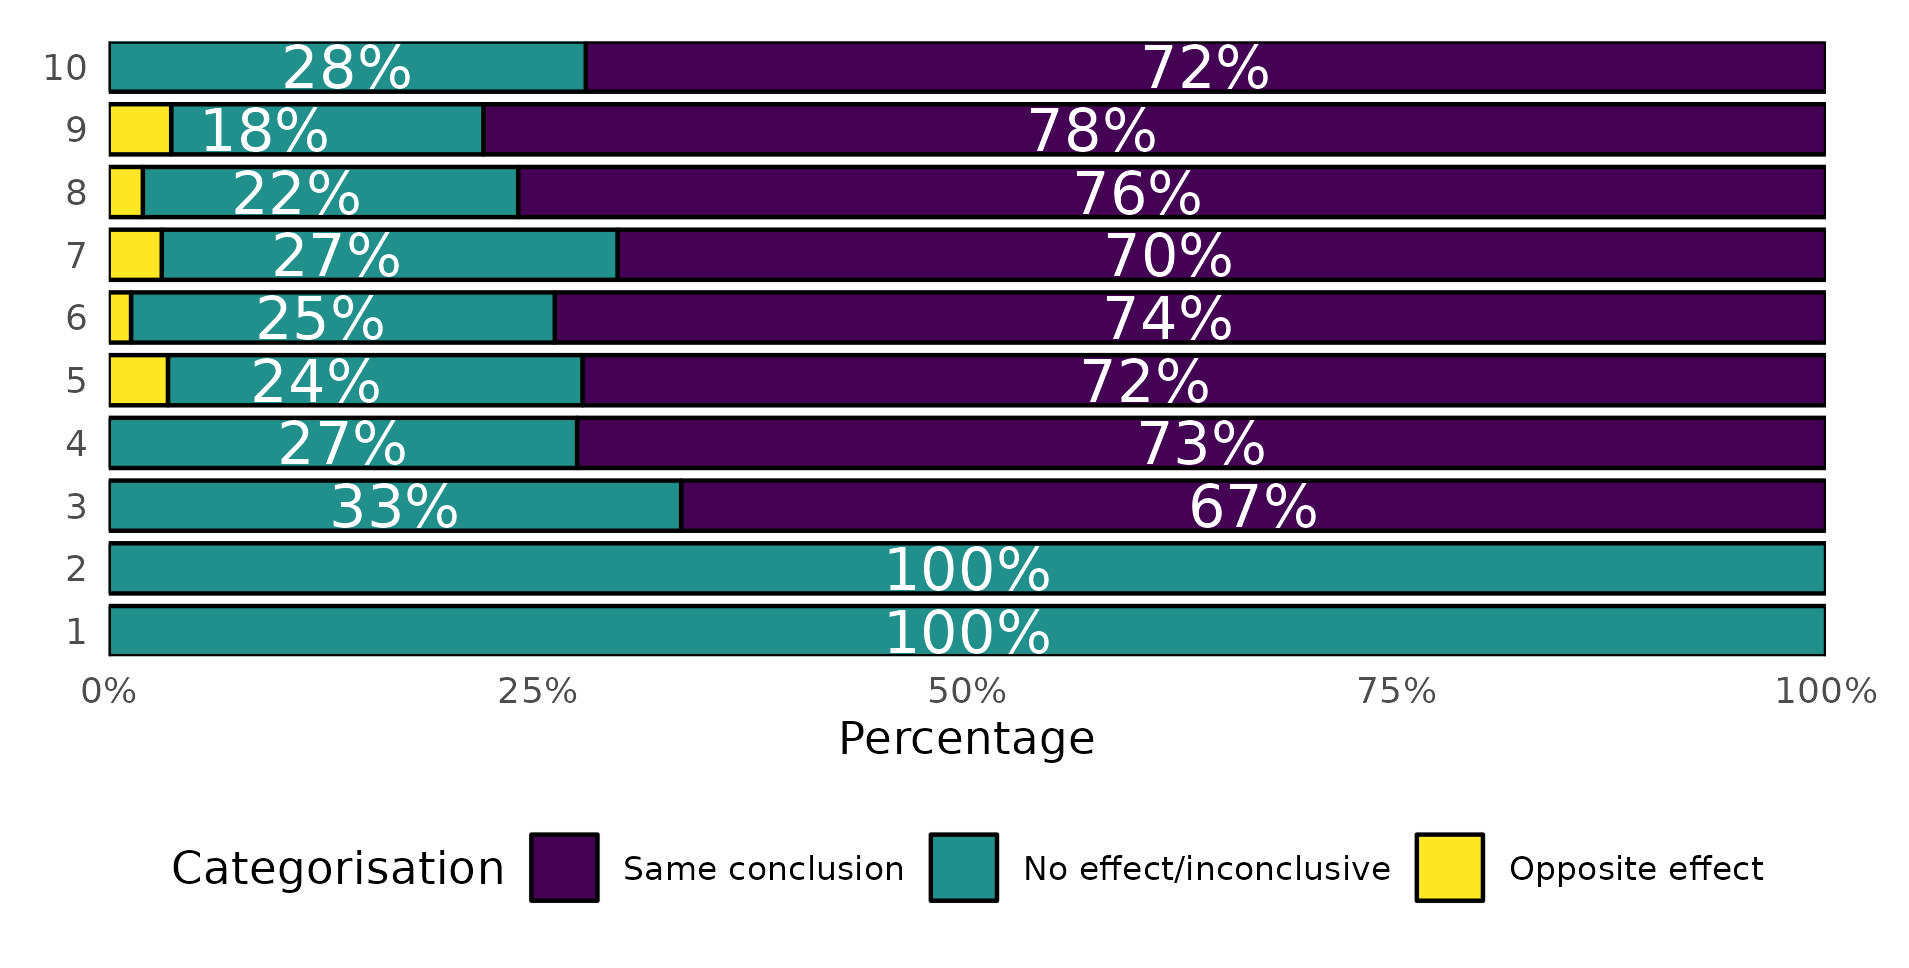 10 28% 72%
9 18% 78%
8 22% 76%
7 27% 70%
6 25% 74%
5 24% 72%
4 27% 73%
3 33% 67%
2 100%
1 100%
0% 25% 50% 75% 100%
Percentage
Categorisation Same conclusion No effect/inconclusive Opposite effect